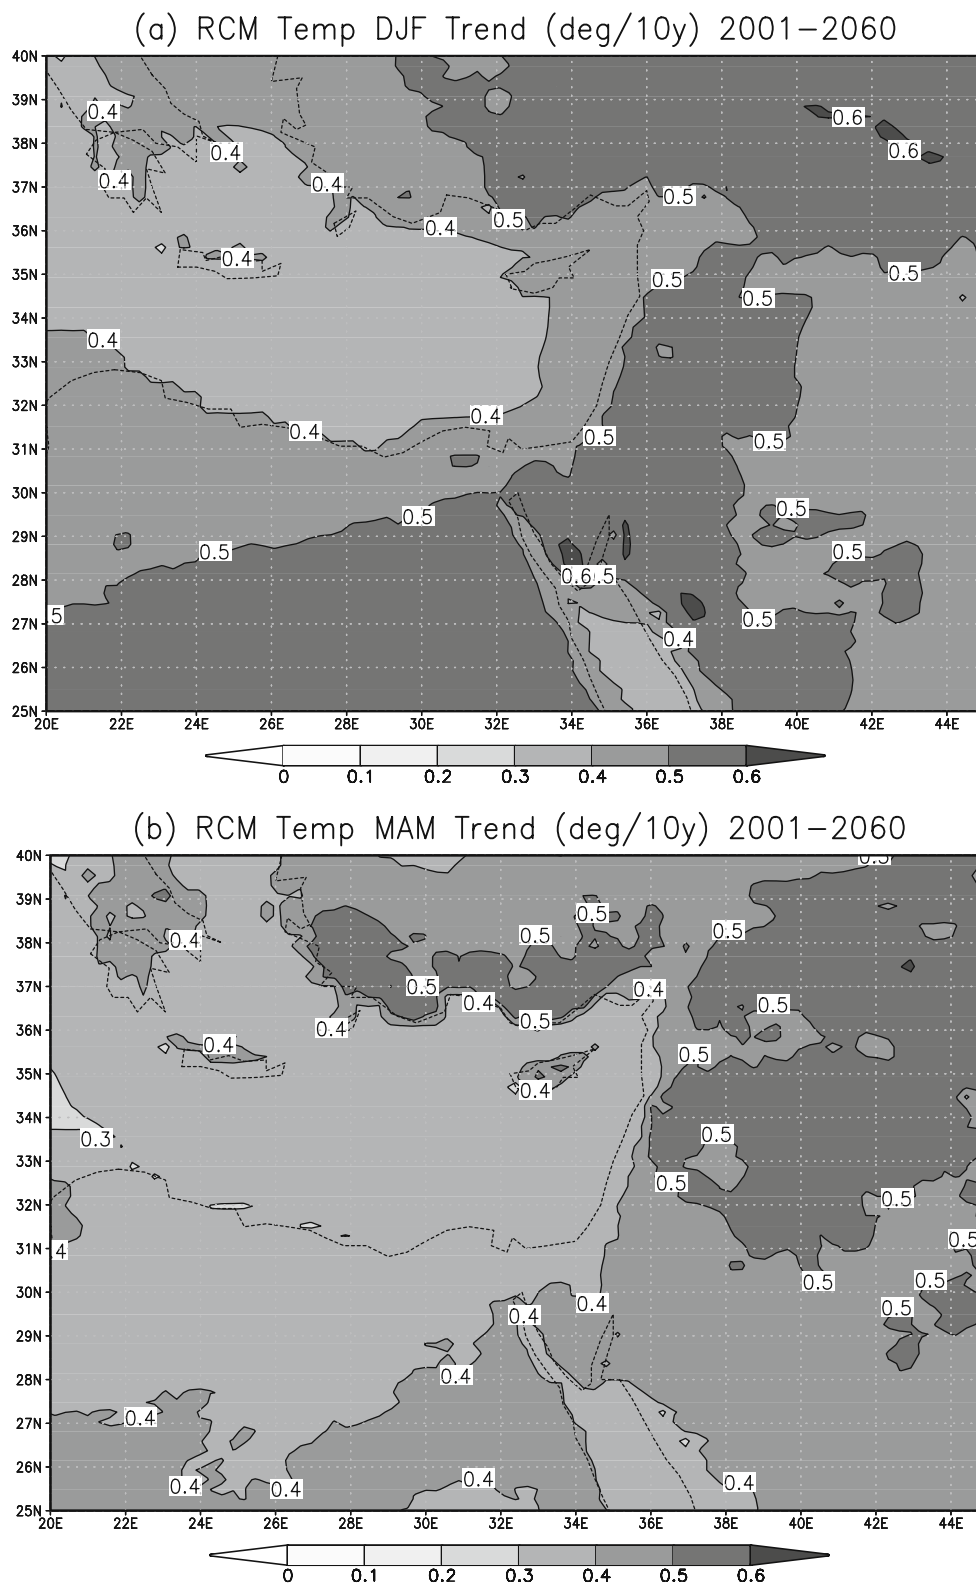 (a) RCM Temp DJF Trend (deg/10y) 2001-2060
40N
39N
0.4
0.6
38N
0.4
0.6
37N
0.4
0.4
0.5
36N
0.4
0.5
0.4
35N
0.5
0.5
0.5
34N
0.4
33N
32N
0.4
0.4
31N
0.5
0.5
30N
0.5
0.5
29N
0.5
0.5
28N
0.6
.5
27N
5
0.5
0.4
26N
25N
20E 22E 24E 26E 28E 30E 32E 34E 36E 38E 40E 42E 44E
0 0.1 0.2 0.3 0.4 0.5 0.6
(b) RCM Temp MAM Trend (deg/10y) 2001-2060
40N
0.5
39N
0.5
38N
0.4
0.5
0.5
37N
0.5
0.4
0.4
0.5
36N
0.4
0.5
0.4
0.5
35N
0.4
34N
0.3
0.5
33N
0.5
32N
0.5
31N
4
0.5
30N
0.5
0.5
0.4
0.4
0.5
29N
28N
0.4
27N
0.4
26N
0.4
0.4
0.4
0.4
25N
20E 22E 24E 26E 28E 30E 32E 34E 36E 38E 40E 42E 44E
0 0.1 0.2 0.3 0.4 0.5 0.6